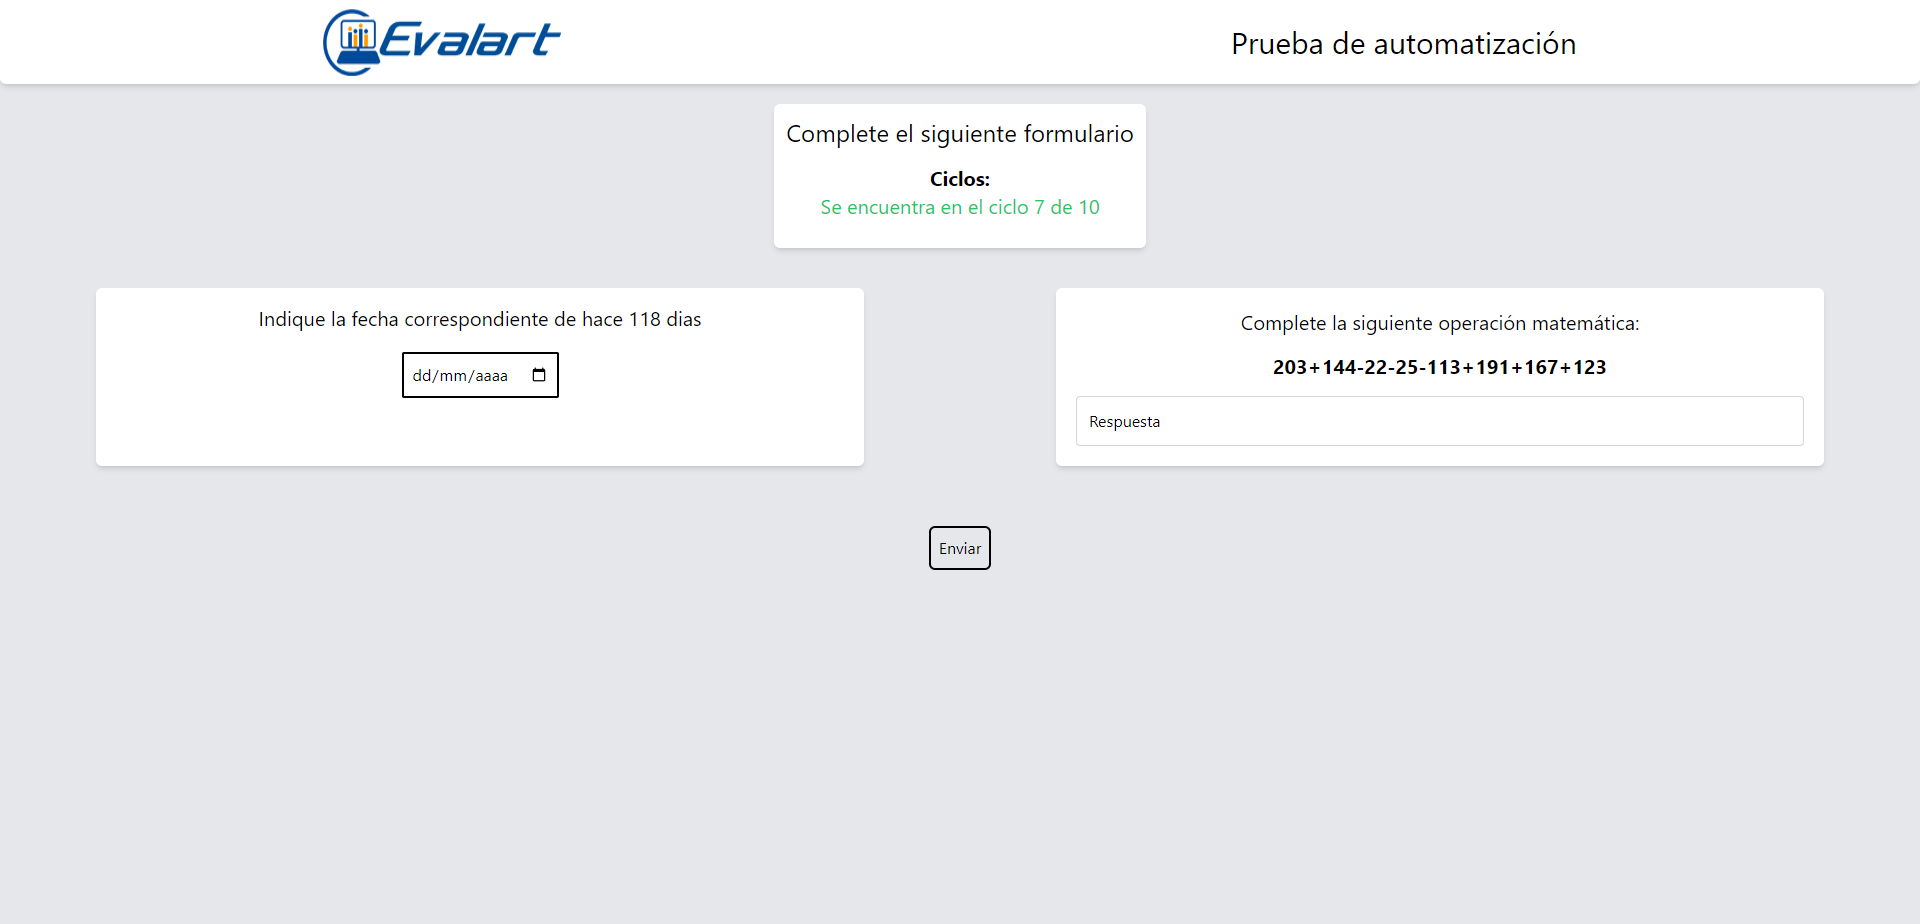 Evalart
Prueba de automatización
Complete el siguiente formulario
Ciclos:
Se encuentra en el ciclo 7 de 10
Indique la fecha correspondiente de hace 118 dias
dd/mm/aaaa
Complete la siguiente operación matemática:
203+144-22-25-113+191+167+123
Respuesta
Enviar